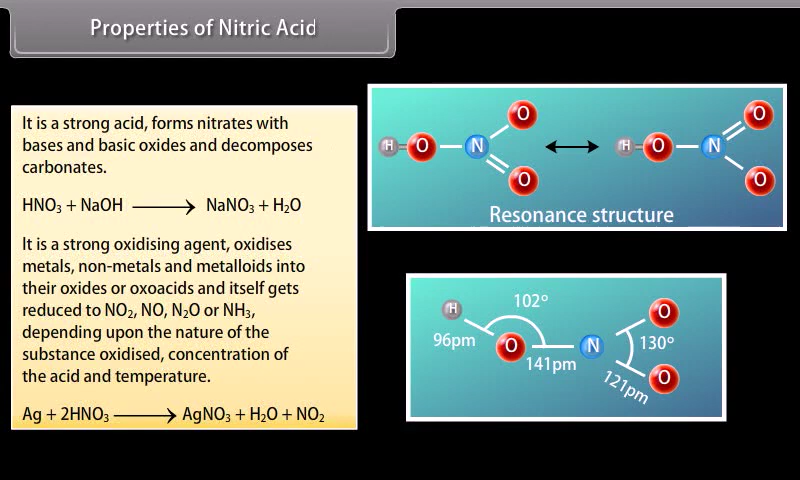 Properties of Nitric Acid
It is a strong acid, forms nitrates with
bases and basic oxides and decomposes
carbonates.
HNO₃ + NaOH ⟶ NaNO₃ + H₂O
It is a strong oxidising agent, oxidises
metals, non-metals and metalloids into
their oxides or oxoacids and itself gets
reduced to NO₂, NO, N₂O or NH₃,
depending upon the nature of the
substance oxidised, concentration of
the acid and temperature.
Ag + 2HNO₃ ⟶ AgNO₃ + H₂O + NO₂
O O
H O N H O N
O O
Resonance structure
H 102° O
96pm O N 130°
141pm 121pm O